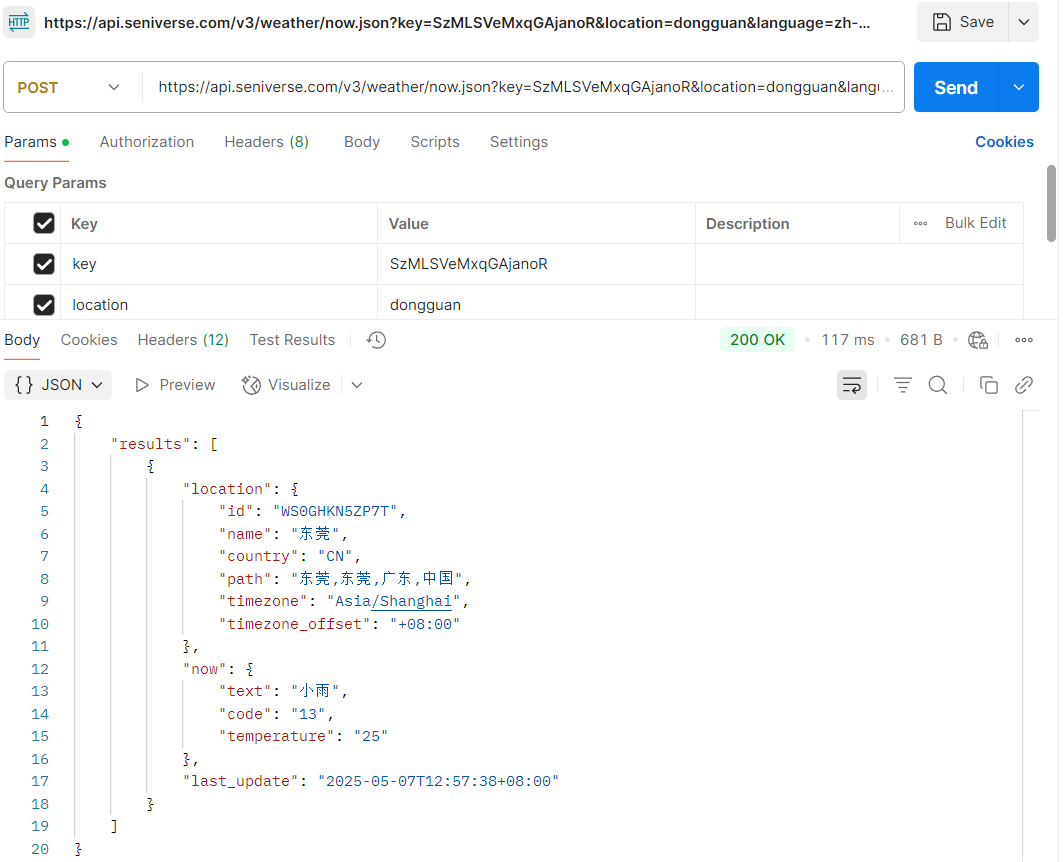 HTTP https://api.seniverse.com/v3/weather/now.json?key=SzMLSVeMxqGAjanoR&location=dongguan&language=zh-... Save
POST https://api.seniverse.com/v3/weather/now.json?key=SzMLSVeMxqGAjanoR&location=dongguan&langu... Send
Params Authorization Headers (8) Body Scripts Settings Cookies
Query Params
Key Value Description Bulk Edit
key SzMLSVeMxqGAjanoR
location dongguan
Body Cookies Headers (12) Test Results 200 OK 117 ms 681 B
{} JSON Preview Visualize
1 {
2 "results": [
3 {
4 "location": {
5 "id": "WS0GHKN5ZP7T",
6 "name": "东莞",
7 "country": "CN",
8 "path": "东莞,东莞,广东,中国",
9 "timezone": "Asia/Shanghai",
10 "timezone_offset": "+08:00"
11 },
12 "now": {
13 "text": "小雨",
14 "code": "13",
15 "temperature": "25"
16 },
17 "last_update": "2025-05-07T12:57:38+08:00"
18 }
19 ]
20 }